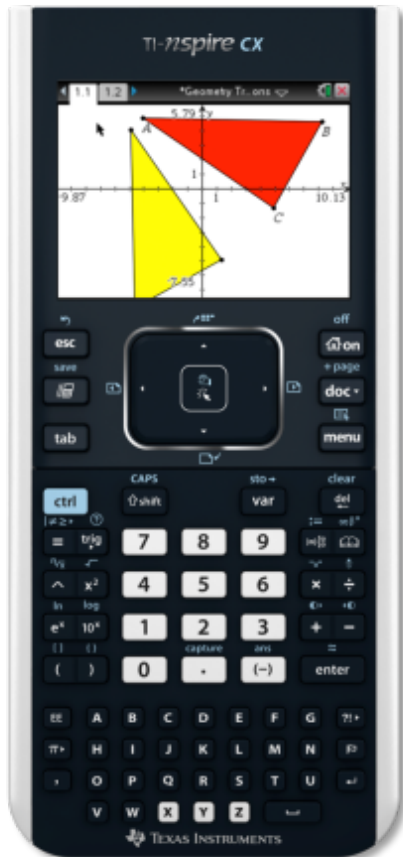 TI-nspire CX
1.1 1.2 *Geometry Tr...ons
5.79 y
A B
1 x
-9.87 1 10.13
C
-7.55
off
esc on
save +page
doc
tab menu
CAPS sto→ clear
ctrl ⇧shift var del
|≠≥▸ ? :=
= trig 7 8 9
ⁿ√x √
^ x² 4 5 6 × ÷
ln log
eˣ 10ˣ 1 2 3 + −
[ ] { } capture ans ≈
( ) 0 . (−) enter
EE A B C D E F G ?!▸
π▸ H I J K L M N
, O P Q R S T U ↵
V W X Y Z
TEXAS INSTRUMENTS